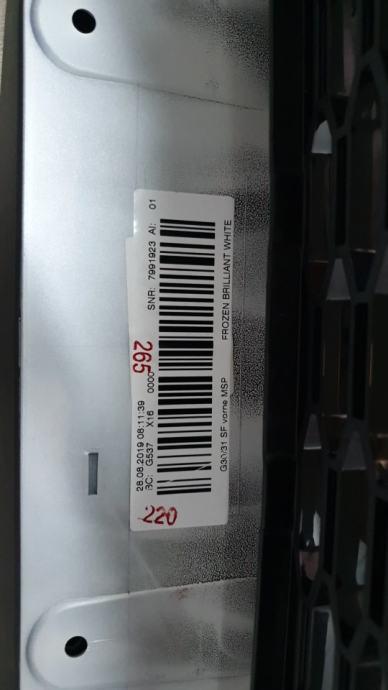 28.08.2019 08:11:39
BC: G537 X16 0000 SNR: 7991923 AI: 01
265
220
G30/31 SF vorne MSP FROZEN BRILLIANT WHITE